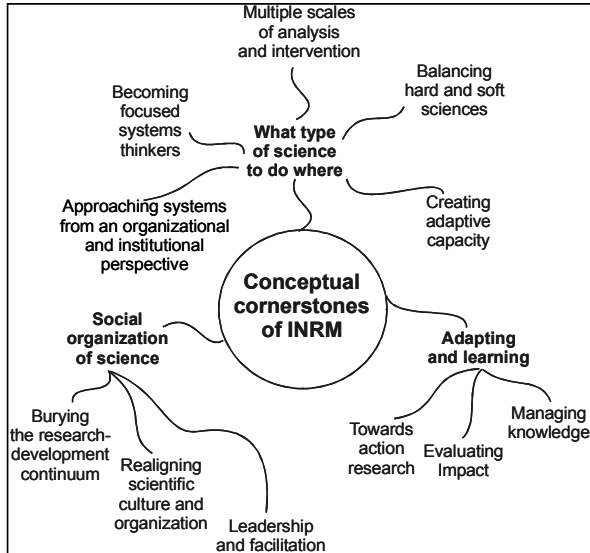 Multiple scales
of analysis
and intervention
Becoming
focused
systems
thinkers
Balancing
hard and soft
sciences
What type
of science
to do where
Approaching systems
from an organizational
and institutional
perspective
Creating
adaptive
capacity
Conceptual
cornerstones
of INRM
Social
organization
of science
Adapting
and learning
Burying
the research-
development
continuum
Realigning
scientific
culture and
organization
Leadership
and facilitation
Towards
action
research
Evaluating
Impact
Managing
knowledge